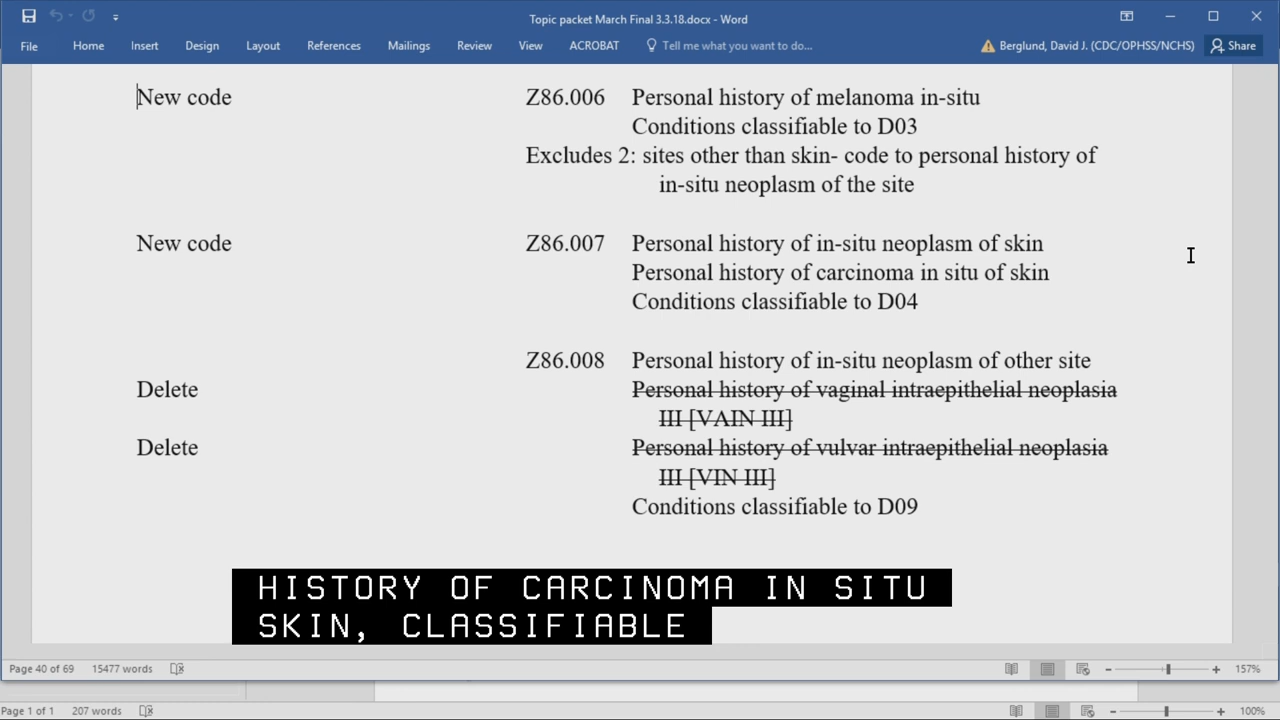 Topic packet March Final 3.3.18.docx - Word
File Home Insert Design Layout References Mailings Review View ACROBAT Tell me what you want to do... Berglund, David J. (CDC/OPHSS/NCHS) Share
New code Z86.006 Personal history of melanoma in-situ
Conditions classifiable to D03
Excludes 2: sites other than skin- code to personal history of
in-situ neoplasm of the site
New code Z86.007 Personal history of in-situ neoplasm of skin
Personal history of carcinoma in situ of skin
Conditions classifiable to D04
Z86.008 Personal history of in-situ neoplasm of other site
Delete Personal history of vaginal intraepithelial neoplasia
III [VAIN III]
Delete Personal history of vulvar intraepithelial neoplasia
III [VIN III]
Conditions classifiable to D09
HISTORY OF CARCINOMA IN SITU
SKIN, CLASSIFIABLE
Page 40 of 69 15477 words 157%
Page 1 of 1 207 words 100%